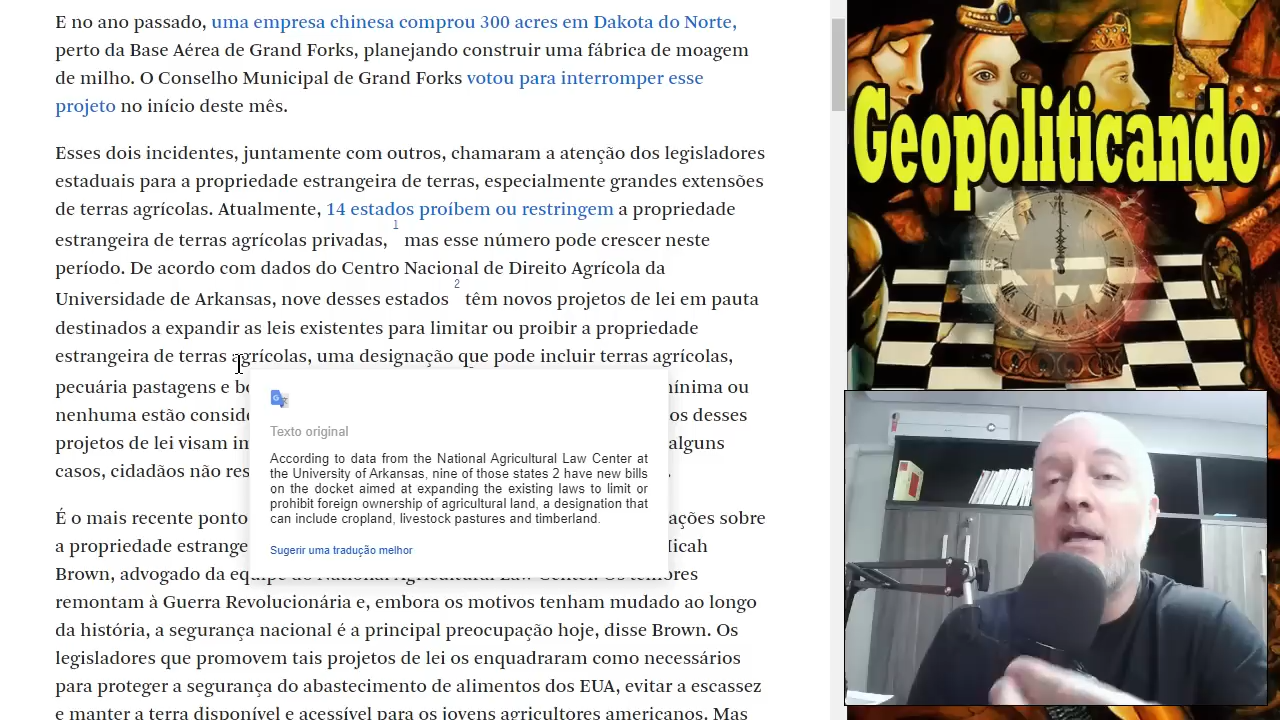 E no ano passado, uma empresa chinesa comprou 300 acres em Dakota do Norte,
perto da Base Aérea de Grand Forks, planejando construir uma fábrica de moagem
de milho. O Conselho Municipal de Grand Forks votou para interromper esse
projeto no início deste mês.
Esses dois incidentes, juntamente com outros, chamaram a atenção dos legisladores
estaduais para a propriedade estrangeira de terras, especialmente grandes extensões
de terras agrícolas. Atualmente, 14 estados proíbem ou restringem a propriedade
estrangeira de terras agrícolas privadas, 1 mas esse número pode crescer neste
período. De acordo com dados do Centro Nacional de Direito Agrícola da
Universidade de Arkansas, nove desses estados 2 têm novos projetos de lei em pauta
destinados a expandir as leis existentes para limitar ou proibir a propriedade
estrangeira de terras agrícolas, uma designação que pode incluir terras agrícolas,
pecuária pastagens e
ou
nenhuma estão
desses
projetos de lei visam
alguns
casos, cidadãos não
Texto original
According to data from the National Agricultural Law Center at
the University of Arkansas, nine of those states 2 have new bills
on the docket aimed at expanding the existing laws to limit or
prohibit foreign ownership of agricultural land, a designation that
can include cropland, livestock pastures and timberland.
Sugerir uma tradução melhor
É o mais recente ponto
sobre
a propriedade
Brown, advogado da
remontam à Guerra Revolucionária e, embora os motivos tenham mudado ao longo
da história, a segurança nacional é a principal preocupação hoje, disse Brown. Os
legisladores que promovem tais projetos de lei os enquadraram como necessários
para proteger a segurança do abastecimento de alimentos dos EUA, evitar a escassez
e manter a terra disponível e acessível para os jovens agricultores americanos. Mas
Geopoliticando